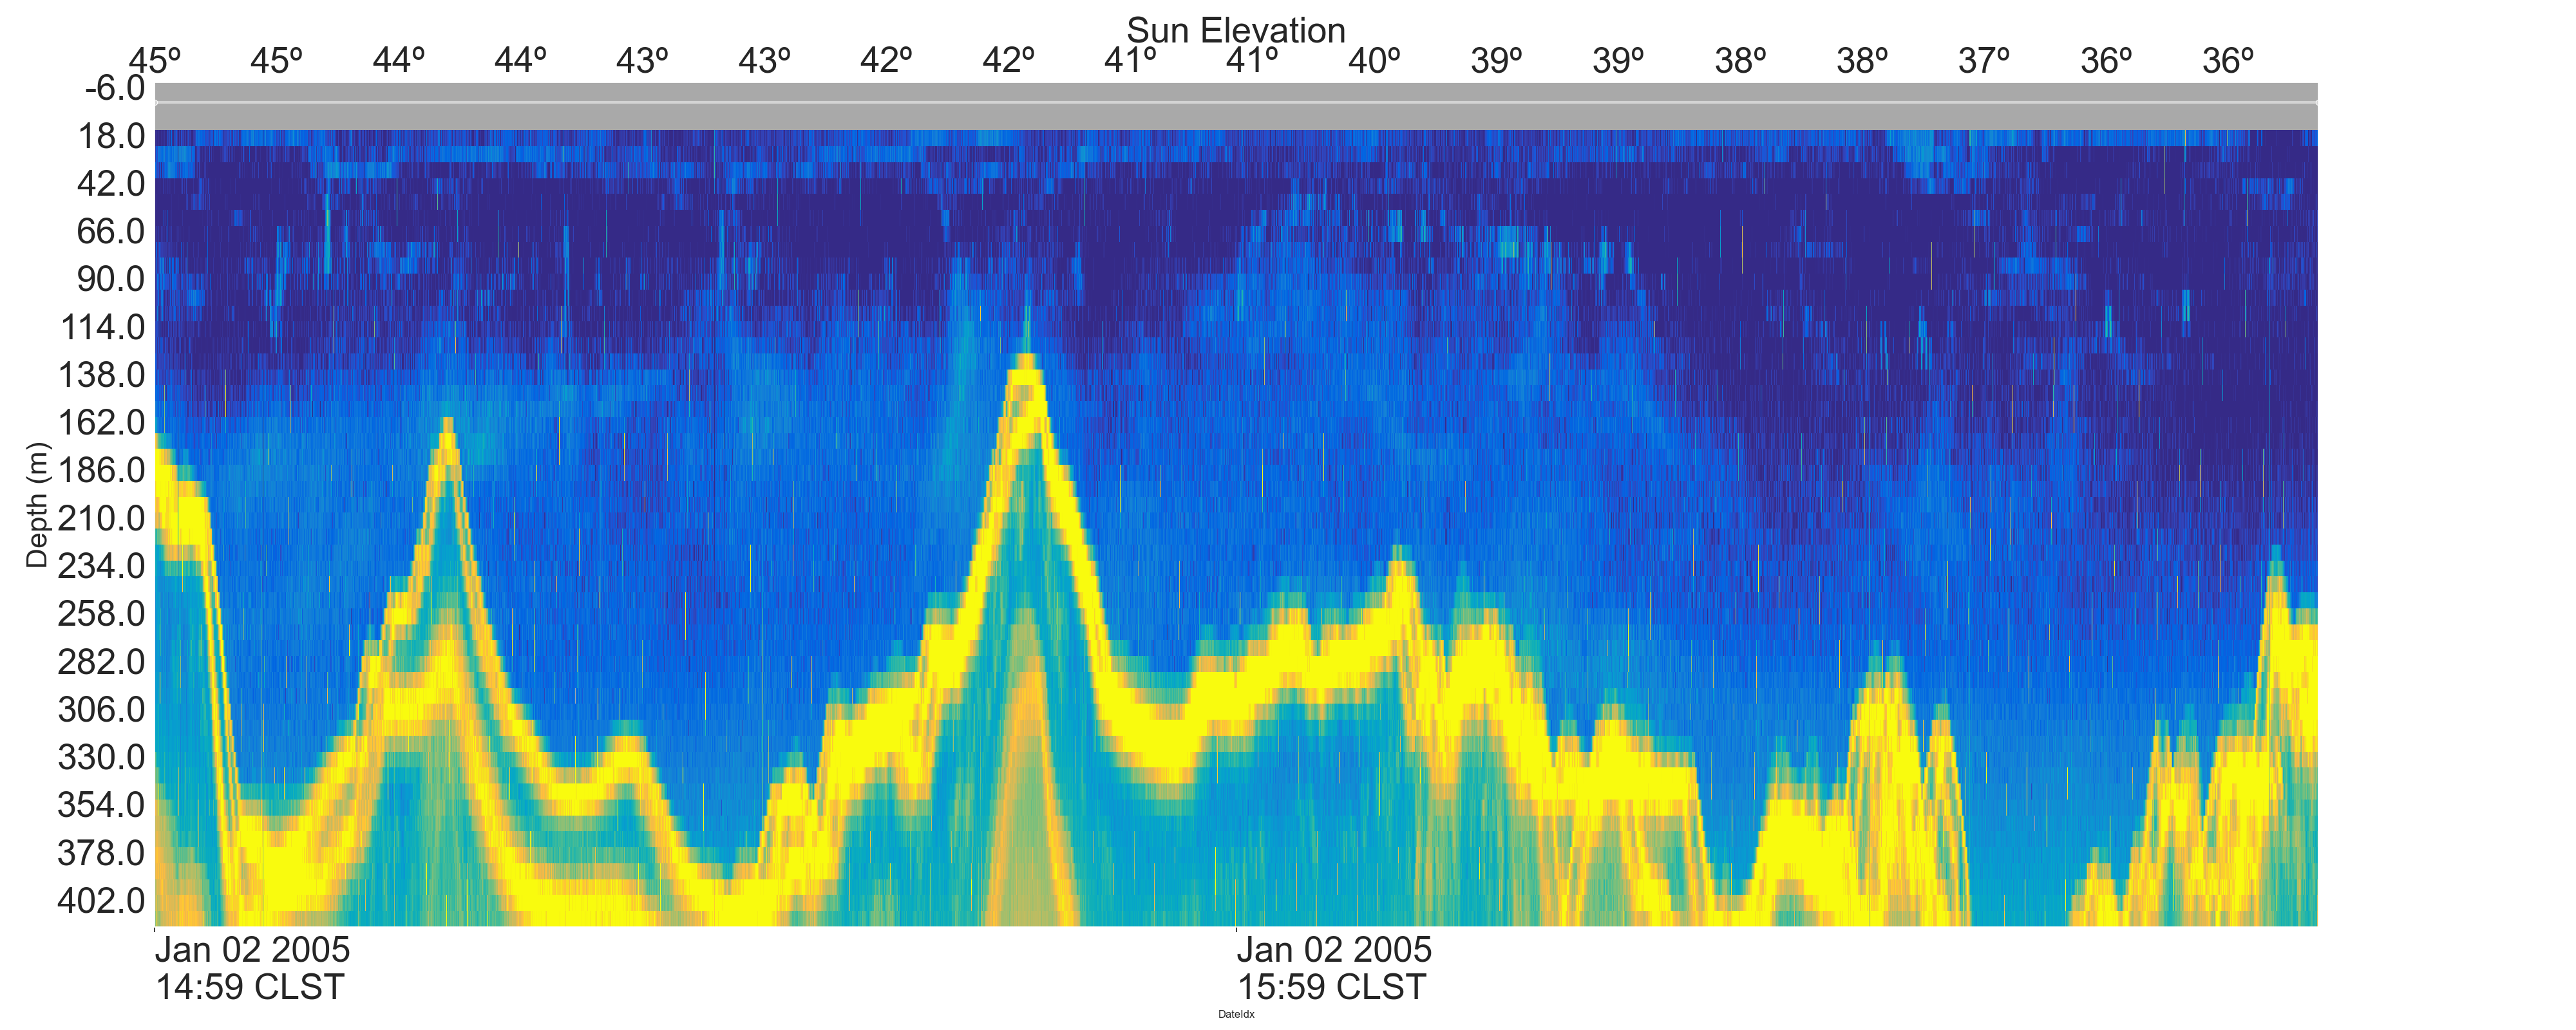 Sun Elevation
45º 45º 44º 44º 43º 43º 42º 42º 41º 41º 40º 39º 39º 38º 38º 37º 36º 36º
-6.0
18.0
42.0
66.0
90.0
114.0
138.0
162.0
186.0
210.0
234.0
258.0
282.0
306.0
330.0
354.0
378.0
402.0
Depth (m)
Jan 02 2005
14:59 CLST
Jan 02 2005
15:59 CLST
DateIdx